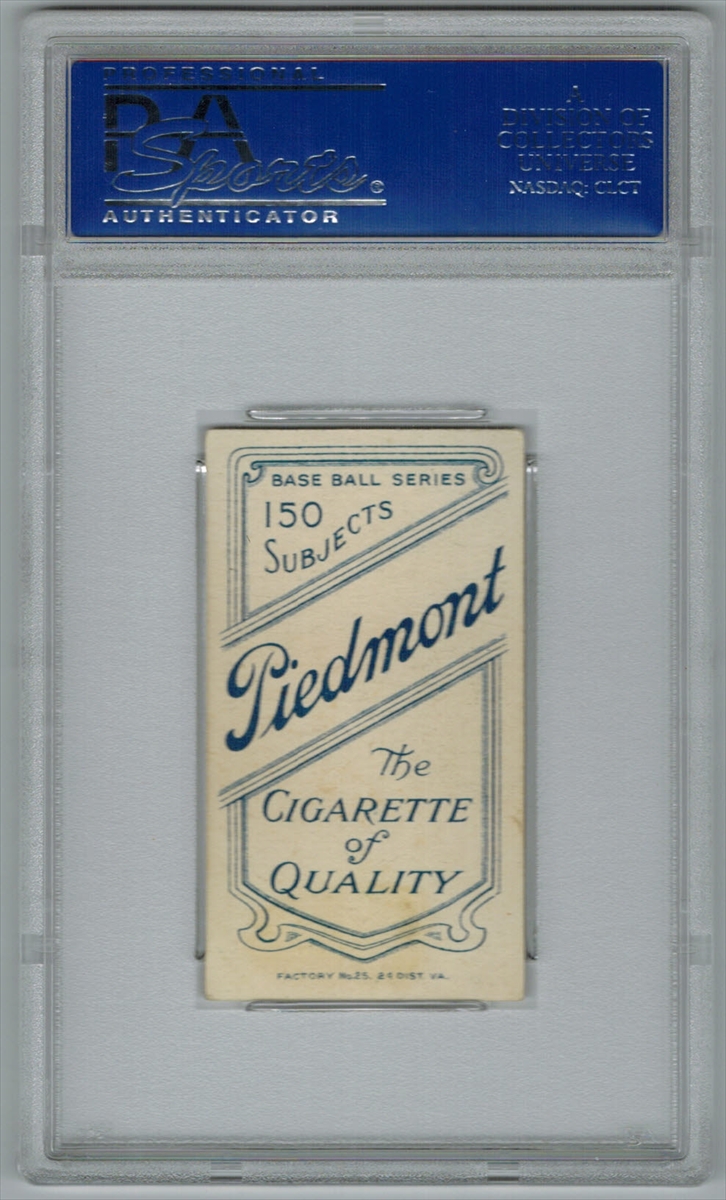 PROFESSIONAL
PSA
Sports®
AUTHENTICATOR
A
DIVISION OF
COLLECTORS
UNIVERSE
NASDAQ: CLCT
BASE BALL SERIES
150
SUBJECTS
Piedmont
The
CIGARETTE
of
QUALITY
FACTORY No. 25. 2d DIST. VA.